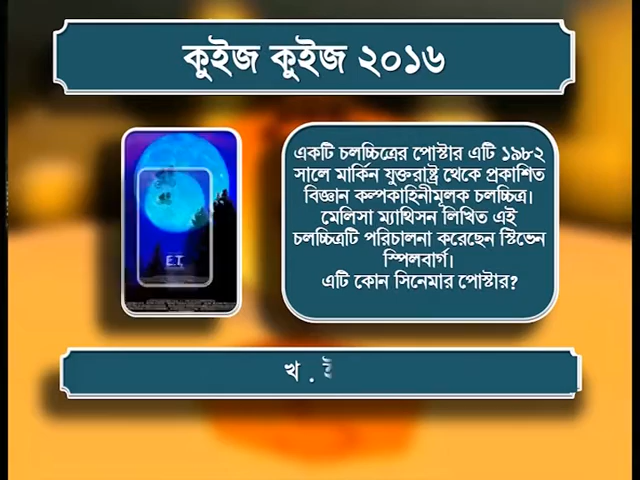 কুইজ কুইজ ২০১৬
একটি চলচ্চিত্রের পোস্টার এটি ১৯৮২
সালে মার্কিন যুক্তরাষ্ট্র থেকে প্রকাশিত
বিজ্ঞান কল্পকাহিনীমূলক চলচ্চিত্র।
মেলিসা ম্যাথিসন লিখিত এই
চলচ্চিত্রটি পরিচালনা করেছেন স্টিভেন
স্পিলবার্গ।
এটি কোন সিনেমার পোস্টার?
E.T.
খ .